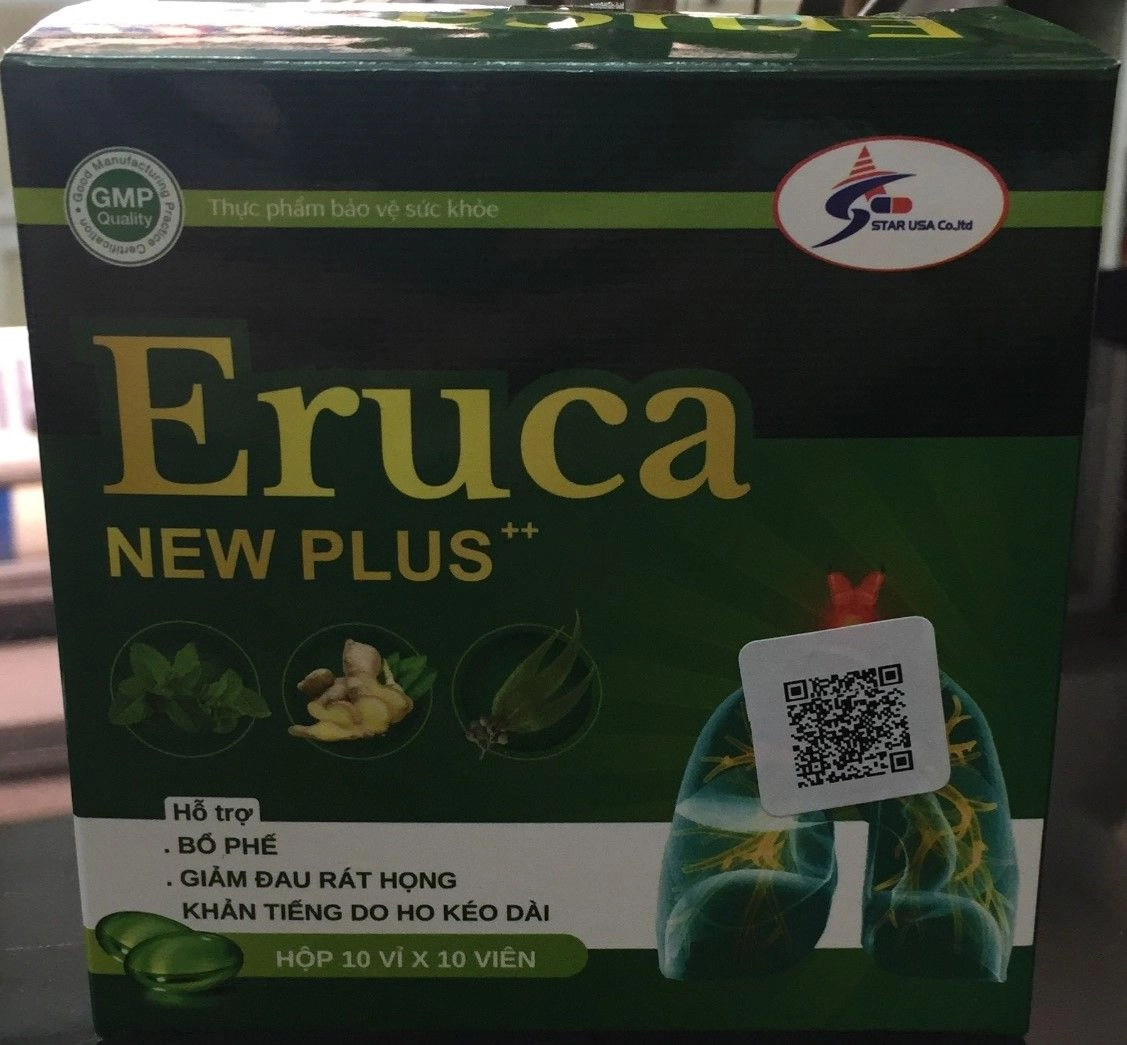 Eruca
Good Manufacturing Practice Certification
GMP
Quality
Thực phẩm bảo vệ sức khỏe
STAR USA Co.,ltd
Eruca
NEW PLUS++
Hỗ trợ
. BỔ PHẾ
. GIẢM ĐAU RÁT HỌNG
KHẢN TIẾNG DO HO KÉO DÀI
HỘP 10 VỈ X 10 VIÊN